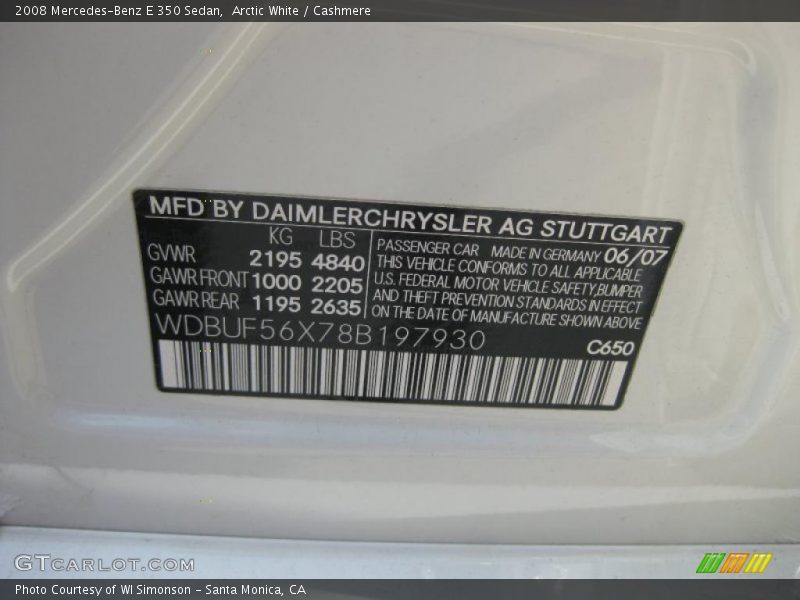 2008 Mercedes-Benz E 350 Sedan, Arctic White / Cashmere
MFD BY DAIMLERCHRYSLER AG STUTTGART
KG LBS
GVWR 2195 4840
GAWR FRONT 1000 2205
GAWR REAR 1195 2635
PASSENGER CAR MADE IN GERMANY 06/07
THIS VEHICLE CONFORMS TO ALL APPLICABLE
U.S. FEDERAL MOTOR VEHICLE SAFETY,BUMPER
AND THEFT PREVENTION STANDARDS IN EFFECT
ON THE DATE OF MANUFACTURE SHOWN ABOVE
WDBUF56X78B197930
C650
GTCARLOT.COM
Photo Courtesy of WI Simonson - Santa Monica, CA